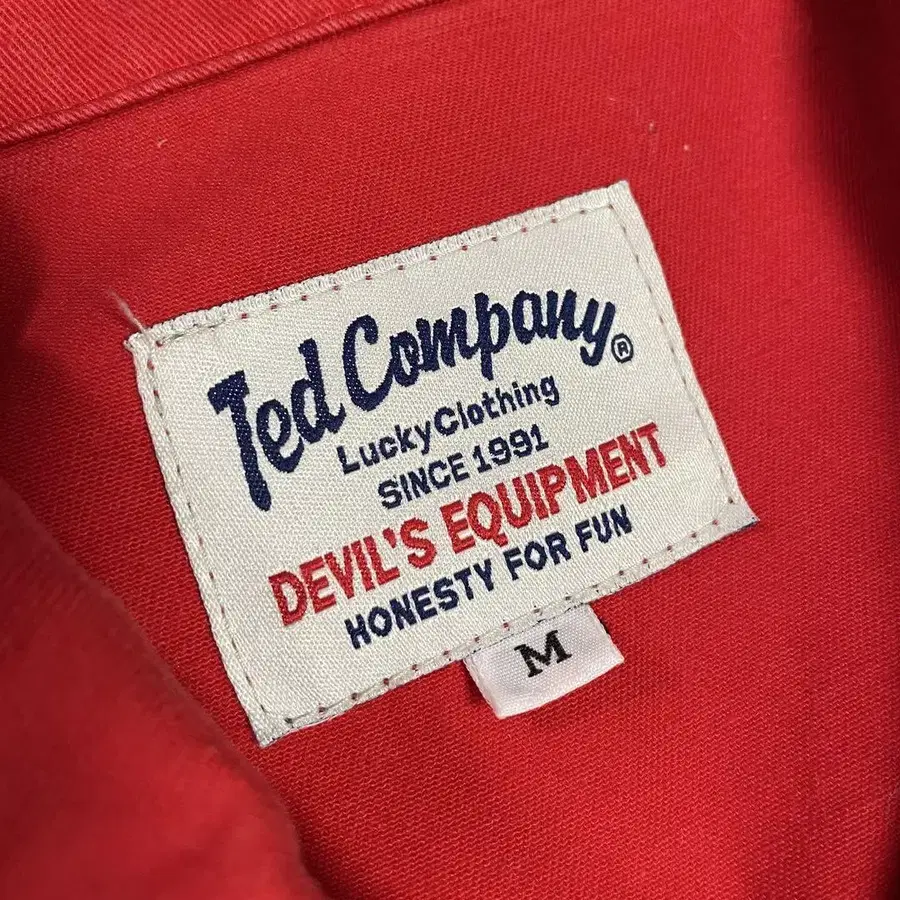 Ted Company®
Lucky Clothing
SINCE 1991
DEVIL'S EQUIPMENT
HONESTY FOR FUN
M